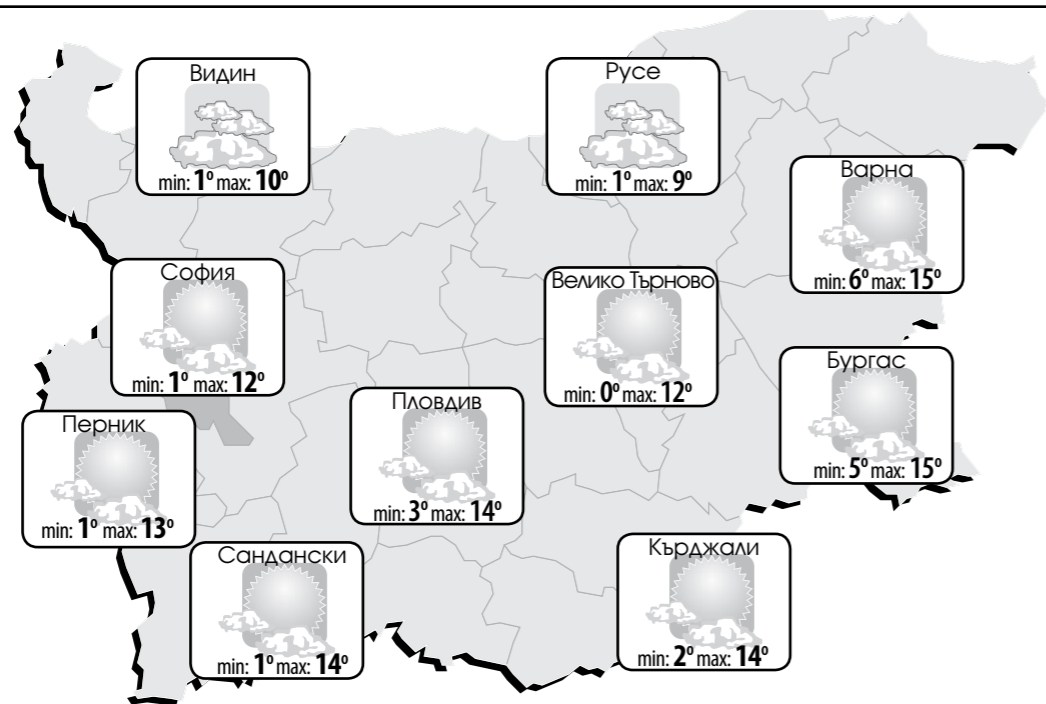 Видин
min: 1° max: 10°
Русе
min: 1° max: 9°
Варна
min: 6° max: 15°
София
min: 1° max: 12°
Велико Търново
min: 0° max: 12°
Бургас
min: 5° max: 15°
Пловдив
min: 3° max: 14°
Перник
min: 1° max: 13°
Сандански
min: 1° max: 14°
Кърджали
min: 2° max: 14°